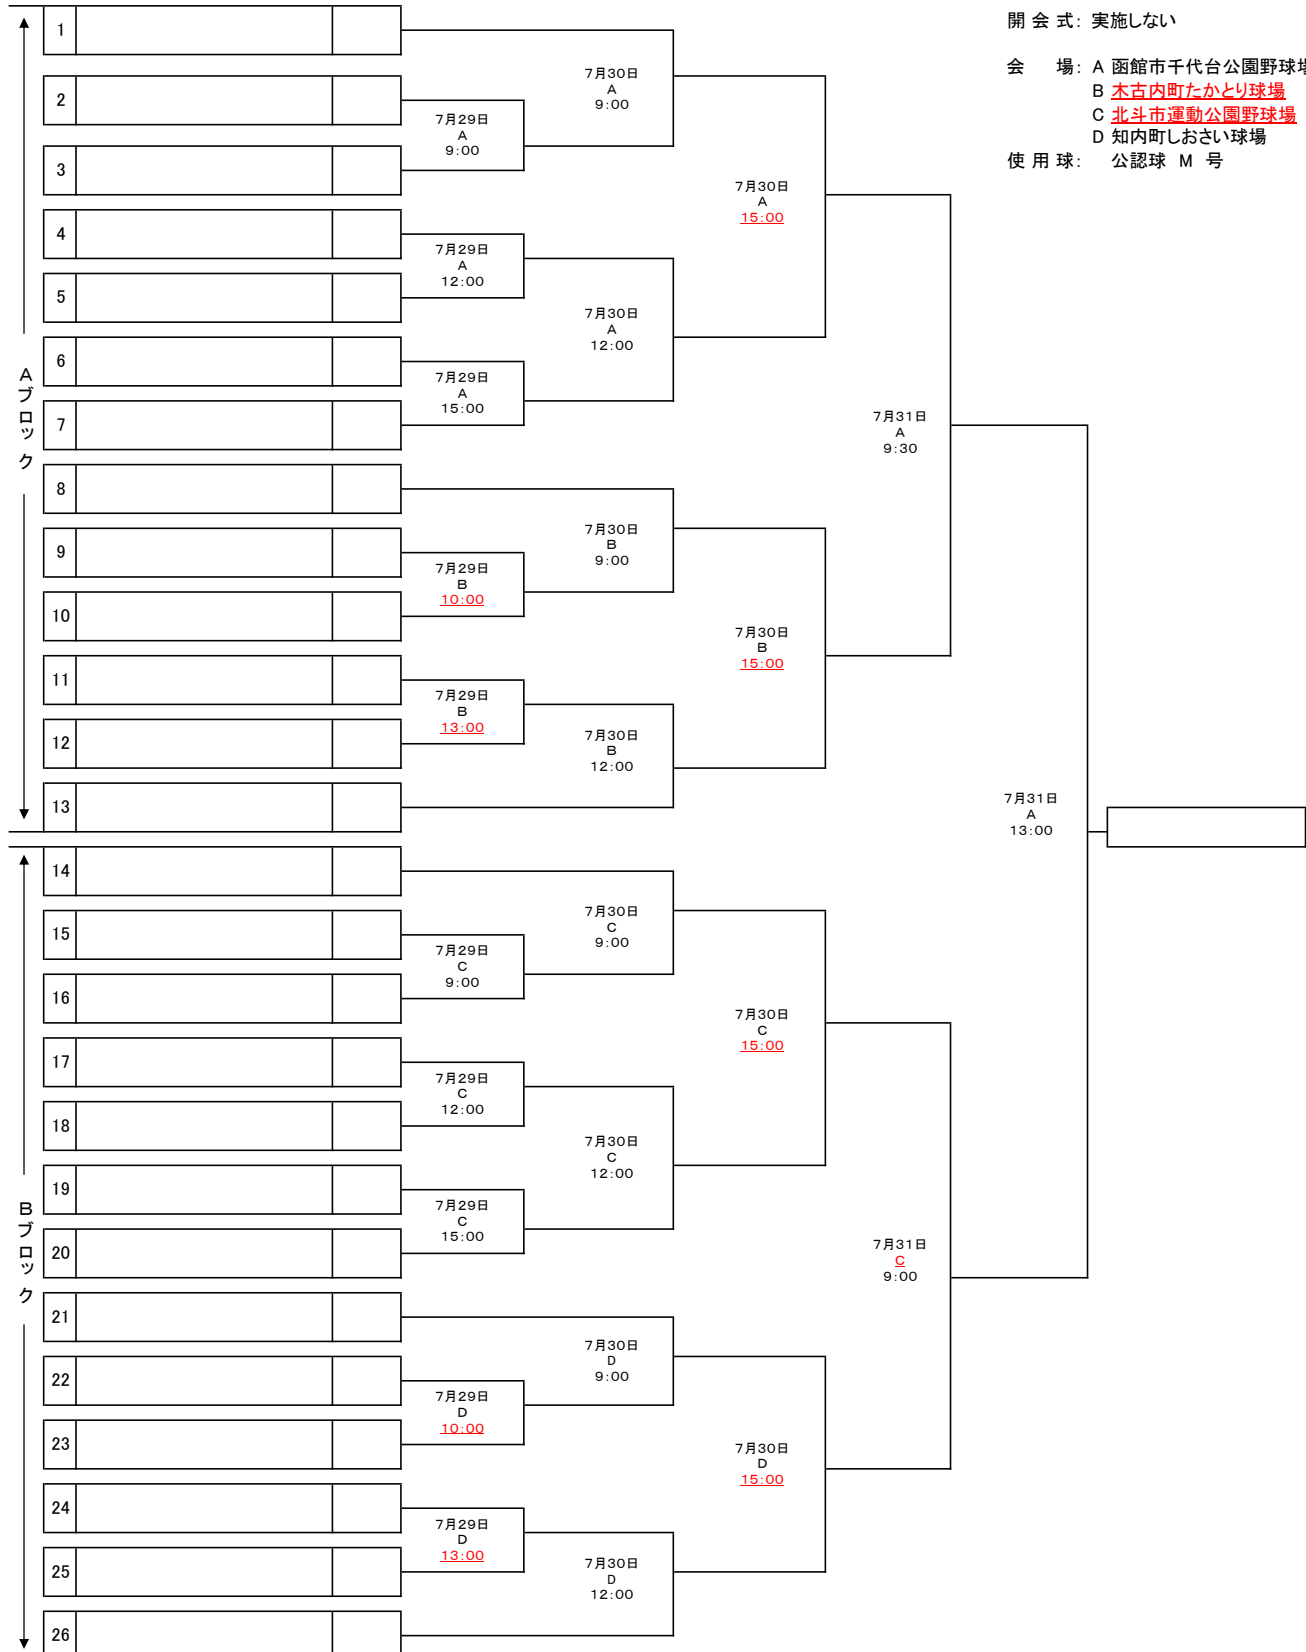 開 会 式： 実施しない
会　 場： A 函館市千代台公園野球場
B 木古内町たかとり球場
C 北斗市運動公園野球場
D 知内町しおさい球場
使 用 球： 公認球 M 号
Aブロック
1
2
3
4
5
6
7
8
9
10
11
12
13
Bブロック
14
15
16
17
18
19
20
21
22
23
24
25
26
7月29日
A
9:00
7月29日
A
12:00
7月29日
A
15:00
7月29日
B
10:00
7月29日
B
13:00
7月29日
C
9:00
7月29日
C
12:00
7月29日
C
15:00
7月29日
D
10:00
7月29日
D
13:00
7月30日
A
9:00
7月30日
A
12:00
7月30日
B
9:00
7月30日
B
12:00
7月30日
C
9:00
7月30日
C
12:00
7月30日
D
9:00
7月30日
D
12:00
7月30日
A
15:00
7月30日
B
15:00
7月30日
C
15:00
7月30日
D
15:00
7月31日
A
9:30
7月31日
C
9:00
7月31日
A
13:00